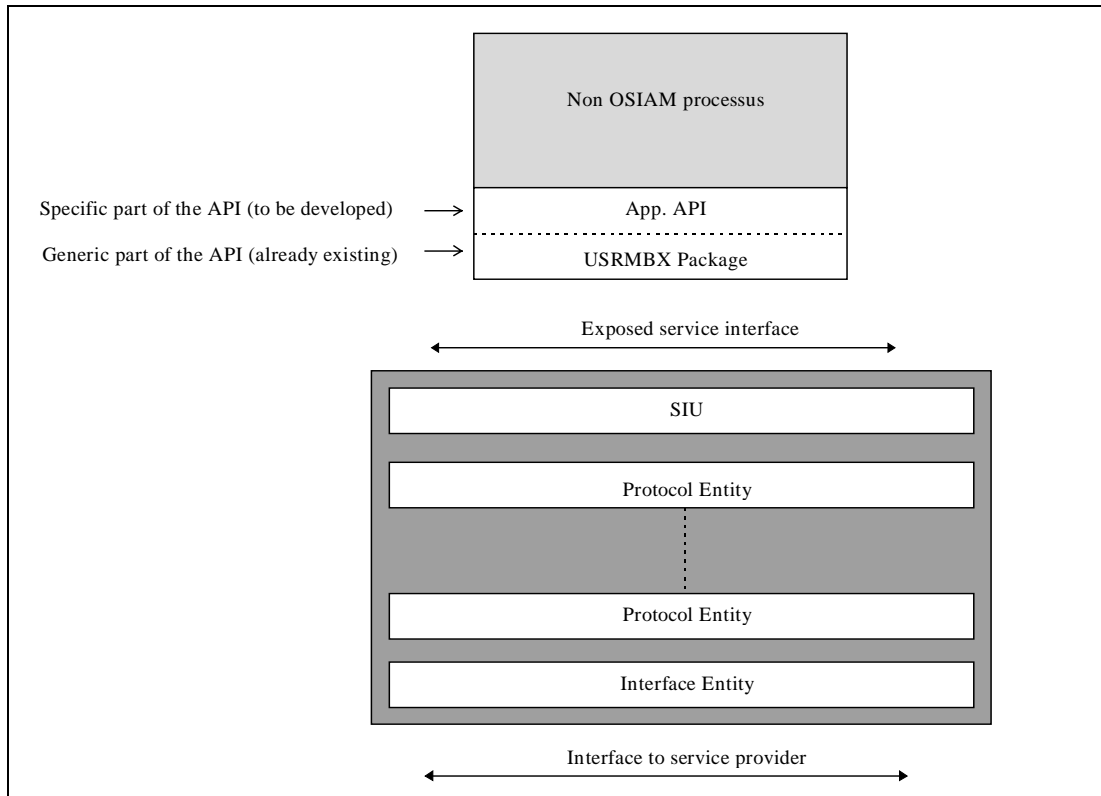 Non OSIAM processus
Specific part of the API (to be developed)
App. API
Generic part of the API (already existing)
USRMBX Package
Exposed service interface
SIU
Protocol Entity
Protocol Entity
Interface Entity
Interface to service provider